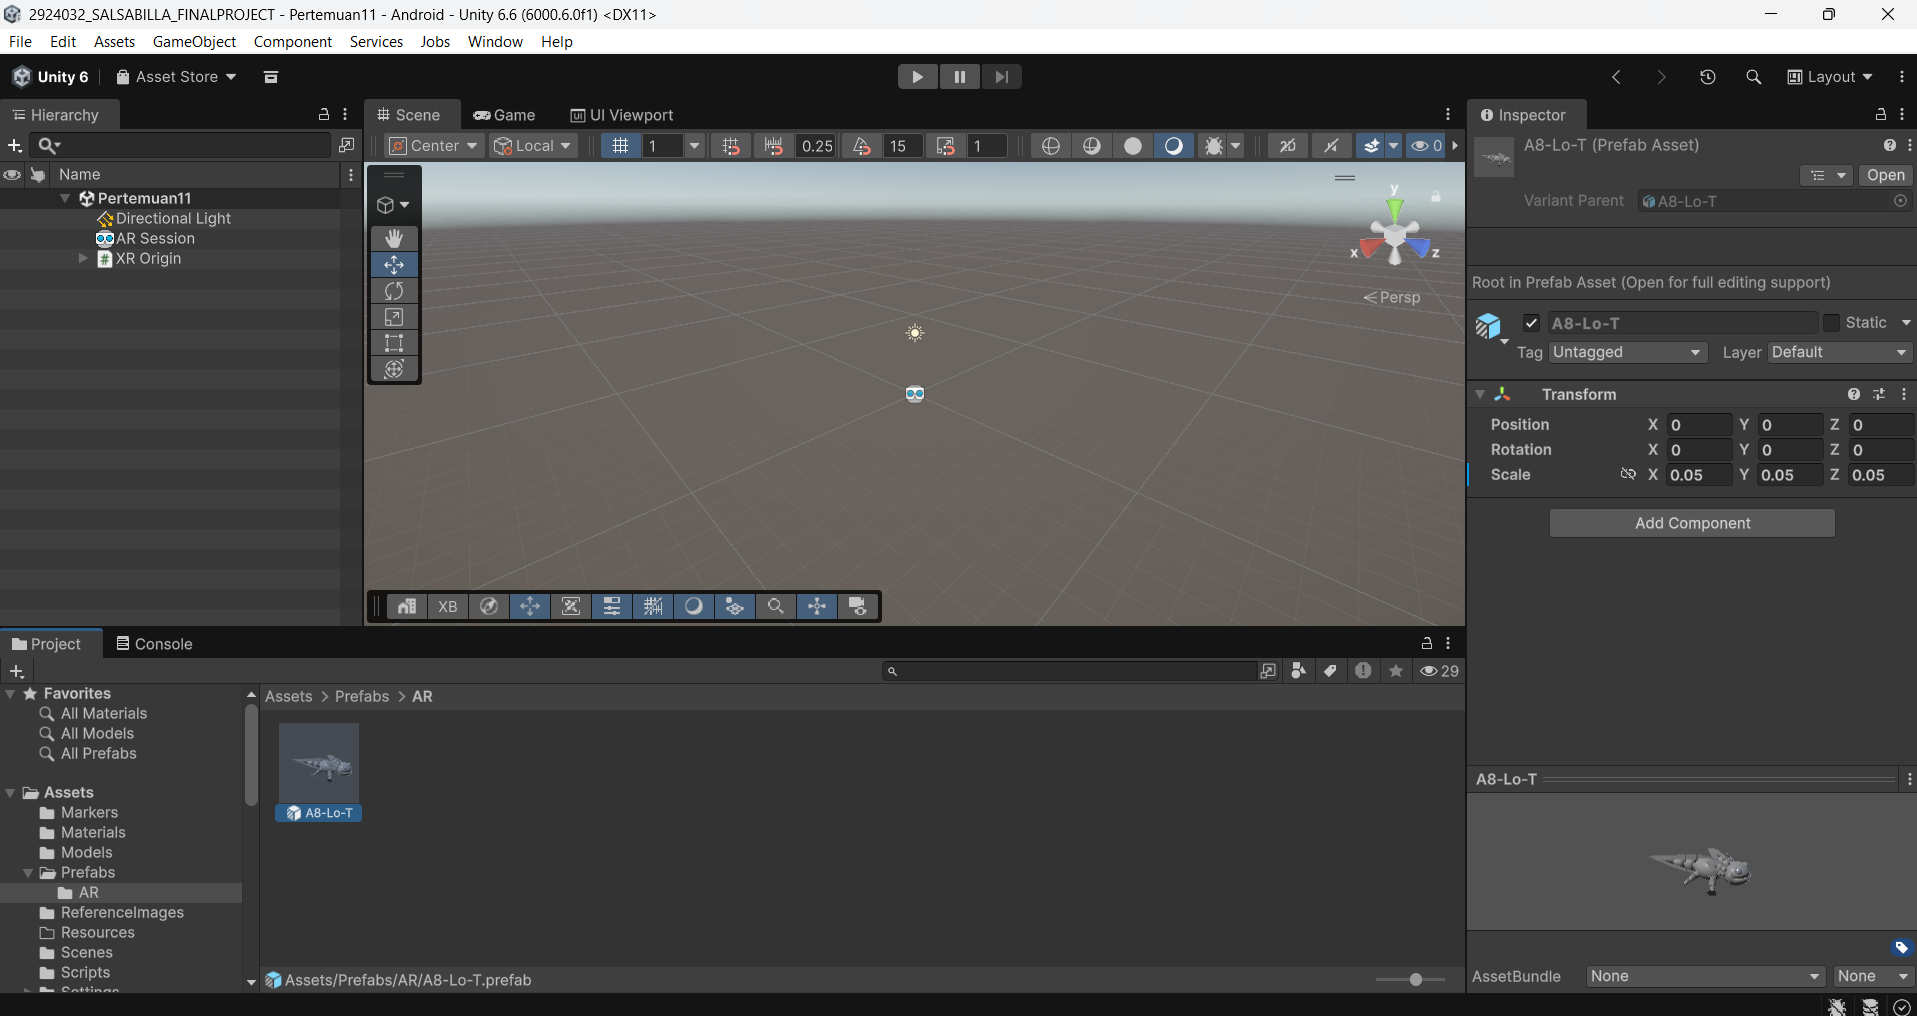 2924032_SALSABILLA_FINALPROJECT - Pertemuan11 - Android - Unity 6.6 (6000.6.0f1) <DX11>
File Edit Assets GameObject Component Services Jobs Window Help
Unity 6 Asset Store Layout
Hierarchy
Scene Game UI Viewport
Inspector
Center Local 1 0.25 15 1 2D 0
Name
Pertemuan11
Directional Light
AR Session
XR Origin
y
x z
Persp
XB
A8-Lo-T (Prefab Asset)
Open
Variant Parent A8-Lo-T
Root in Prefab Asset (Open for full editing support)
A8-Lo-T Static
Tag Untagged Layer Default
Transform
Position X 0 Y 0 Z 0
Rotation X 0 Y 0 Z 0
Scale X 0.05 Y 0.05 Z 0.05
Add Component
Project Console
29
Favorites
All Materials
All Models
All Prefabs
Assets
Markers
Materials
Models
Prefabs
AR
ReferenceImages
Resources
Scenes
Scripts
Settings
Assets > Prefabs > AR
A8-Lo-T
Assets/Prefabs/AR/A8-Lo-T.prefab
A8-Lo-T
AssetBundle None None